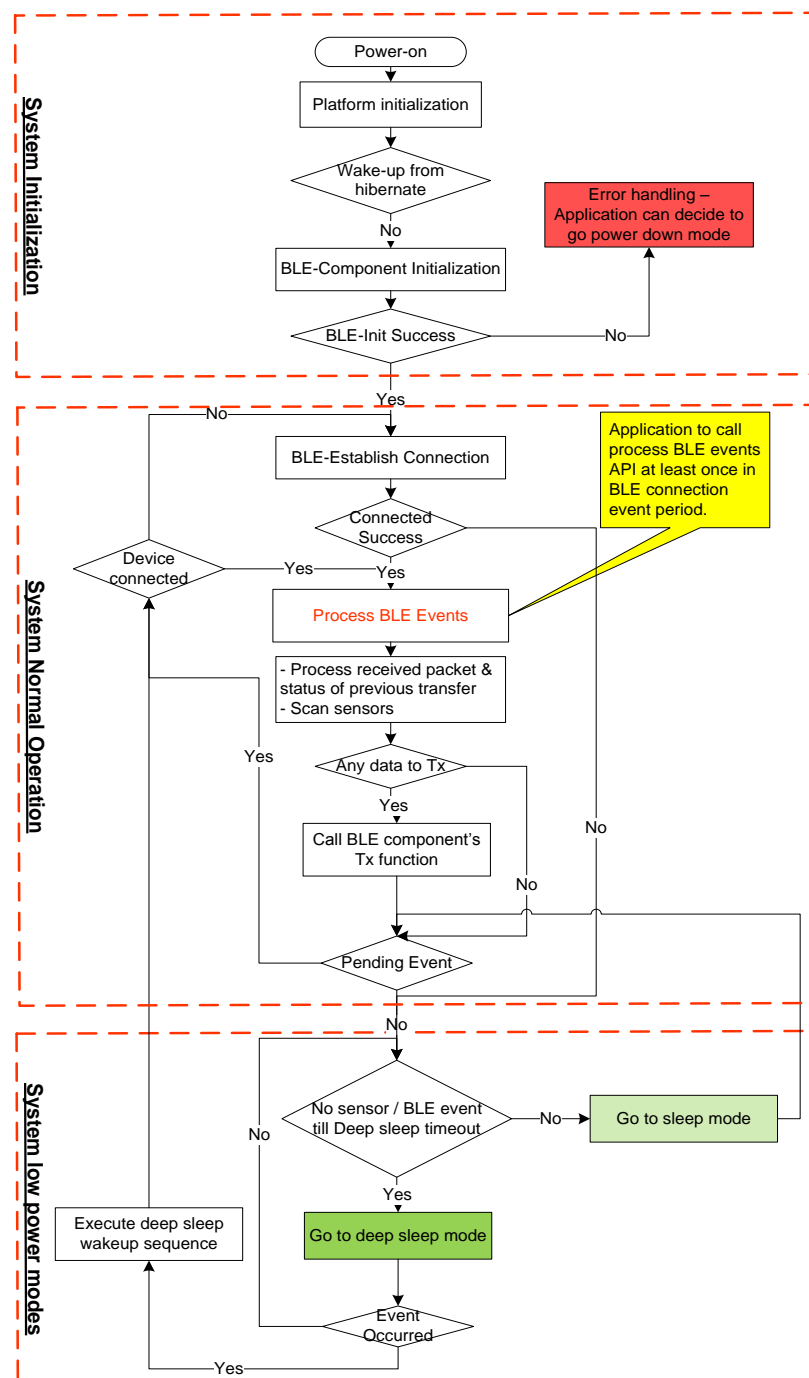 System Initialization
Power-on
Platform initialization
Wake-up from
hibernate
No
BLE-Component Initialization
BLE-Init Success
No
Error handling –
Application can decide to
go power down mode
Yes
System Normal Operation
No
BLE-Establish Connection
Application to call
process BLE events
API at least once in
BLE connection
event period.
Connected
Success
Device
connected
Yes
Yes
Process BLE Events
- Process received packet &
status of previous transfer
- Scan sensors
Yes
Any data to Tx
Yes
No
Call BLE component's
Tx function
No
Pending Event
No
System low power modes
No sensor / BLE event
till Deep sleep timeout
No
Go to sleep mode
No
Yes
Go to deep sleep mode
Execute deep sleep
wakeup sequence
Event
Occurred
Yes